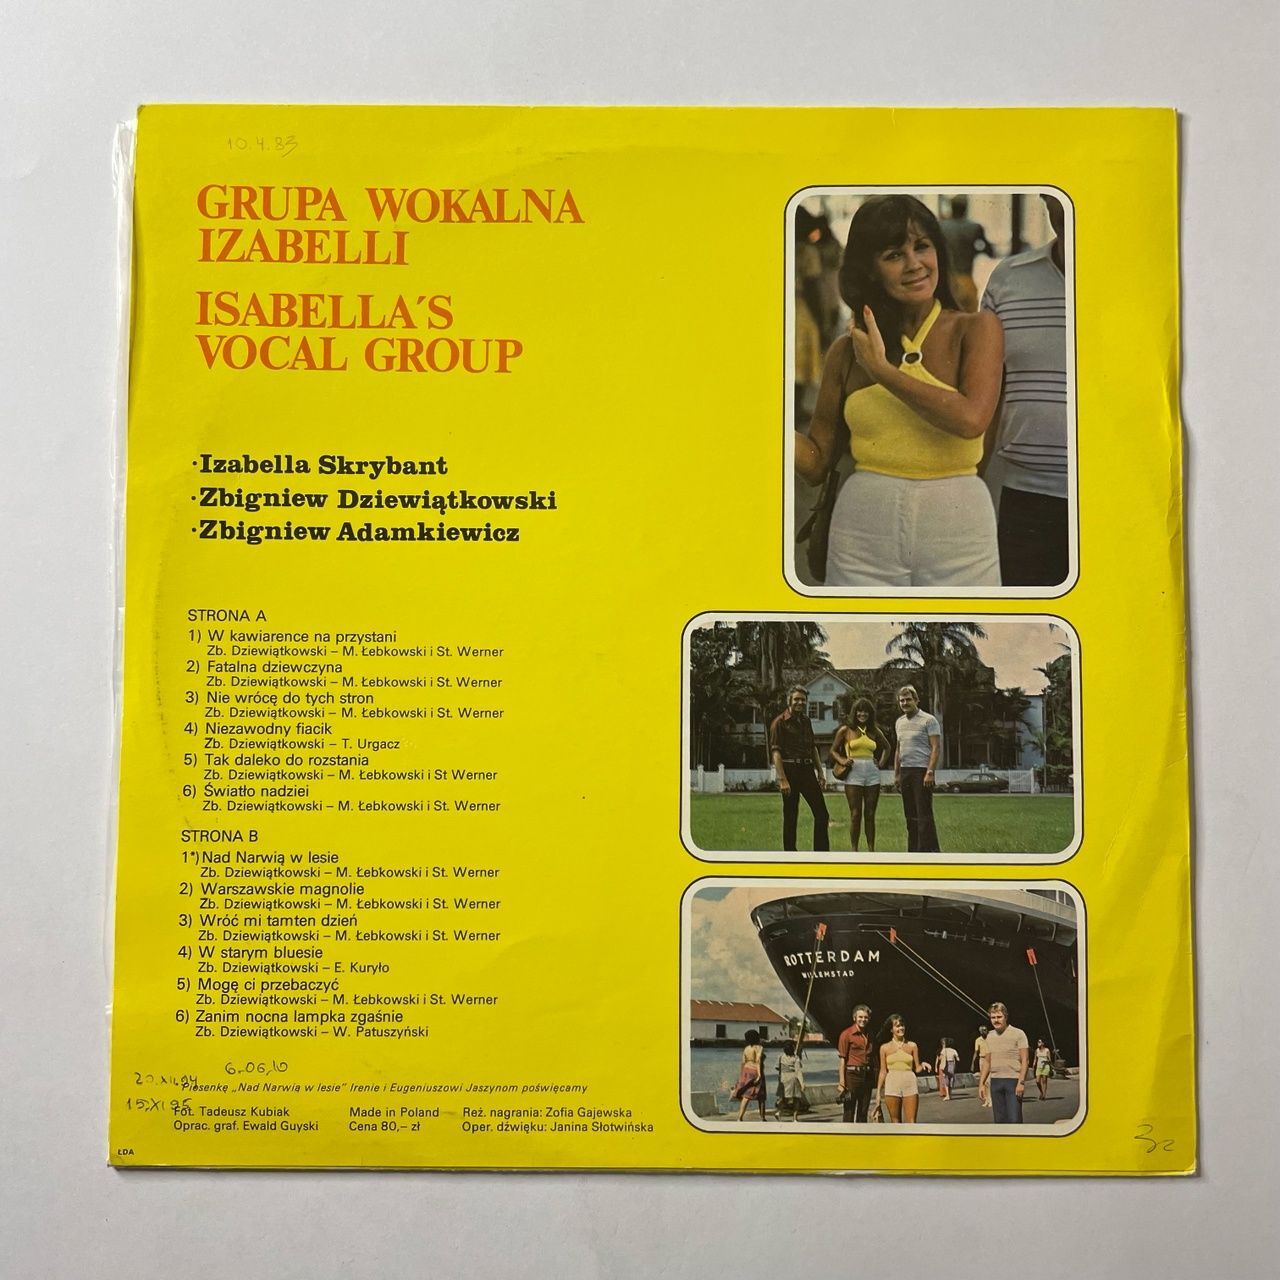 10.4.83
GRUPA WOKALNA
IZABELLI
ISABELLA´S
VOCAL GROUP
·Izabella Skrybant
·Zbigniew Dziewiątkowski
·Zbigniew Adamkiewicz
STRONA A
1) W kawiarence na przystani
Zb. Dziewiątkowski – M. Łebkowski i St. Werner
2) Fatalna dziewczyna
Zb. Dziewiątkowski – M. Łebkowski i St. Werner
3) Nie wrócę do tych stron
Zb. Dziewiątkowski – M. Łebkowski i St. Werner
4) Niezawodny fiacik
Zb. Dziewiątkowski – T. Urgacz
5) Tak daleko do rozstania
Zb. Dziewiątkowski – M. Łebkowski i St Werner
6) Światło nadziei
Zb. Dziewiątkowski – M. Łebkowski i St. Werner
STRONA B
1*) Nad Narwią w lesie
Zb. Dziewiątkowski – M. Łebkowski i St. Werner
2) Warszawskie magnolie
Zb. Dziewiątkowski – M. Łebkowski i St. Werner
3) Wróć mi tamten dzień
Zb. Dziewiątkowski – M. Łebkowski i St. Werner
4) W starym bluesie
Zb. Dziewiątkowski – E. Kuryło
5) Mogę ci przebaczyć
Zb. Dziewiątkowski – M. Łebkowski i St. Werner
6) Zanim nocna lampka zgaśnie
Zb. Dziewiątkowski – W. Patuszyński
6.06.10
20.XII.94
Piosenkę „Nad Narwią w lesie” Irenie i Eugeniuszowi Jaszynom poświęcamy
15.XI.95
Fot. Tadeusz Kubiak Made in Poland Reż. nagrania: Zofia Gajewska
Oprac. graf. Ewald Guyski Cena 80,– zł Oper. dźwięku: Janina Słotwińska
ŁDA
ROTTERDAM
WILLEMSTAD